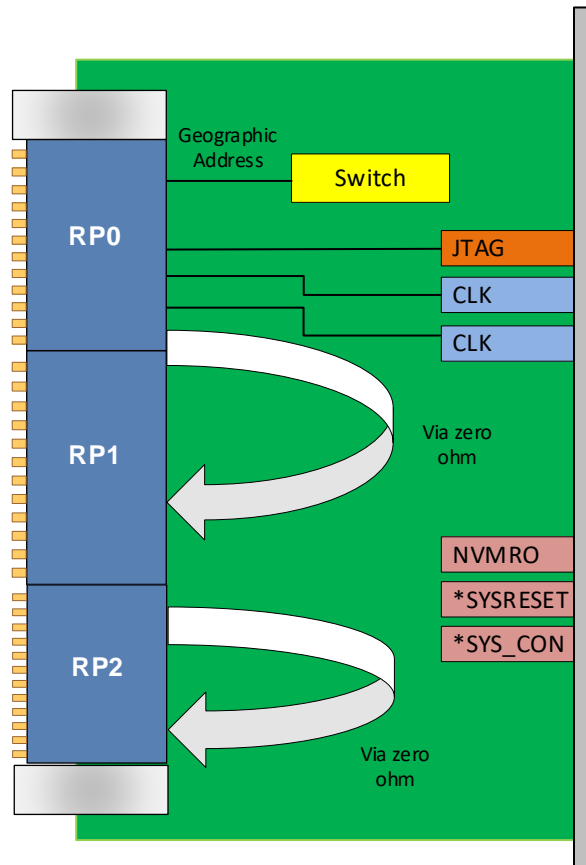 Geographic
Address
Switch
RP0
JTAG
CLK
CLK
RP1
Via zero
ohm
NVMRO
*SYSRESET
*SYS_CON
RP2
Via zero
ohm